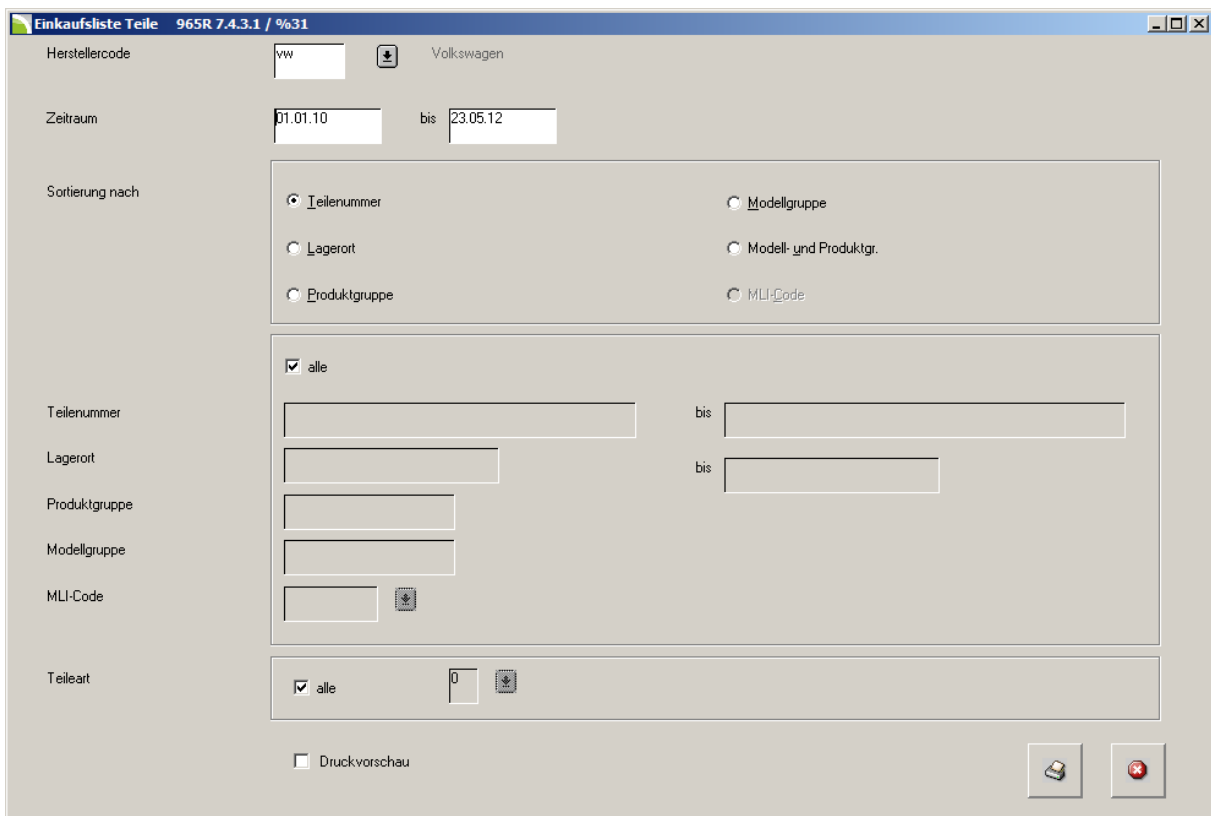 Einkaufsliste Teile 965R 7.4.3.1 / %31
Herstellercode vw Volkswagen
Zeitraum 01.01.10 bis 23.05.12
Sortierung nach
Teilenummer Modellgruppe
Lagerort Modell- und Produktgr.
Produktgruppe MLI-Code
alle
Teilenummer bis
Lagerort bis
Produktgruppe
Modellgruppe
MLI-Code
Teileart alle 0
Druckvorschau